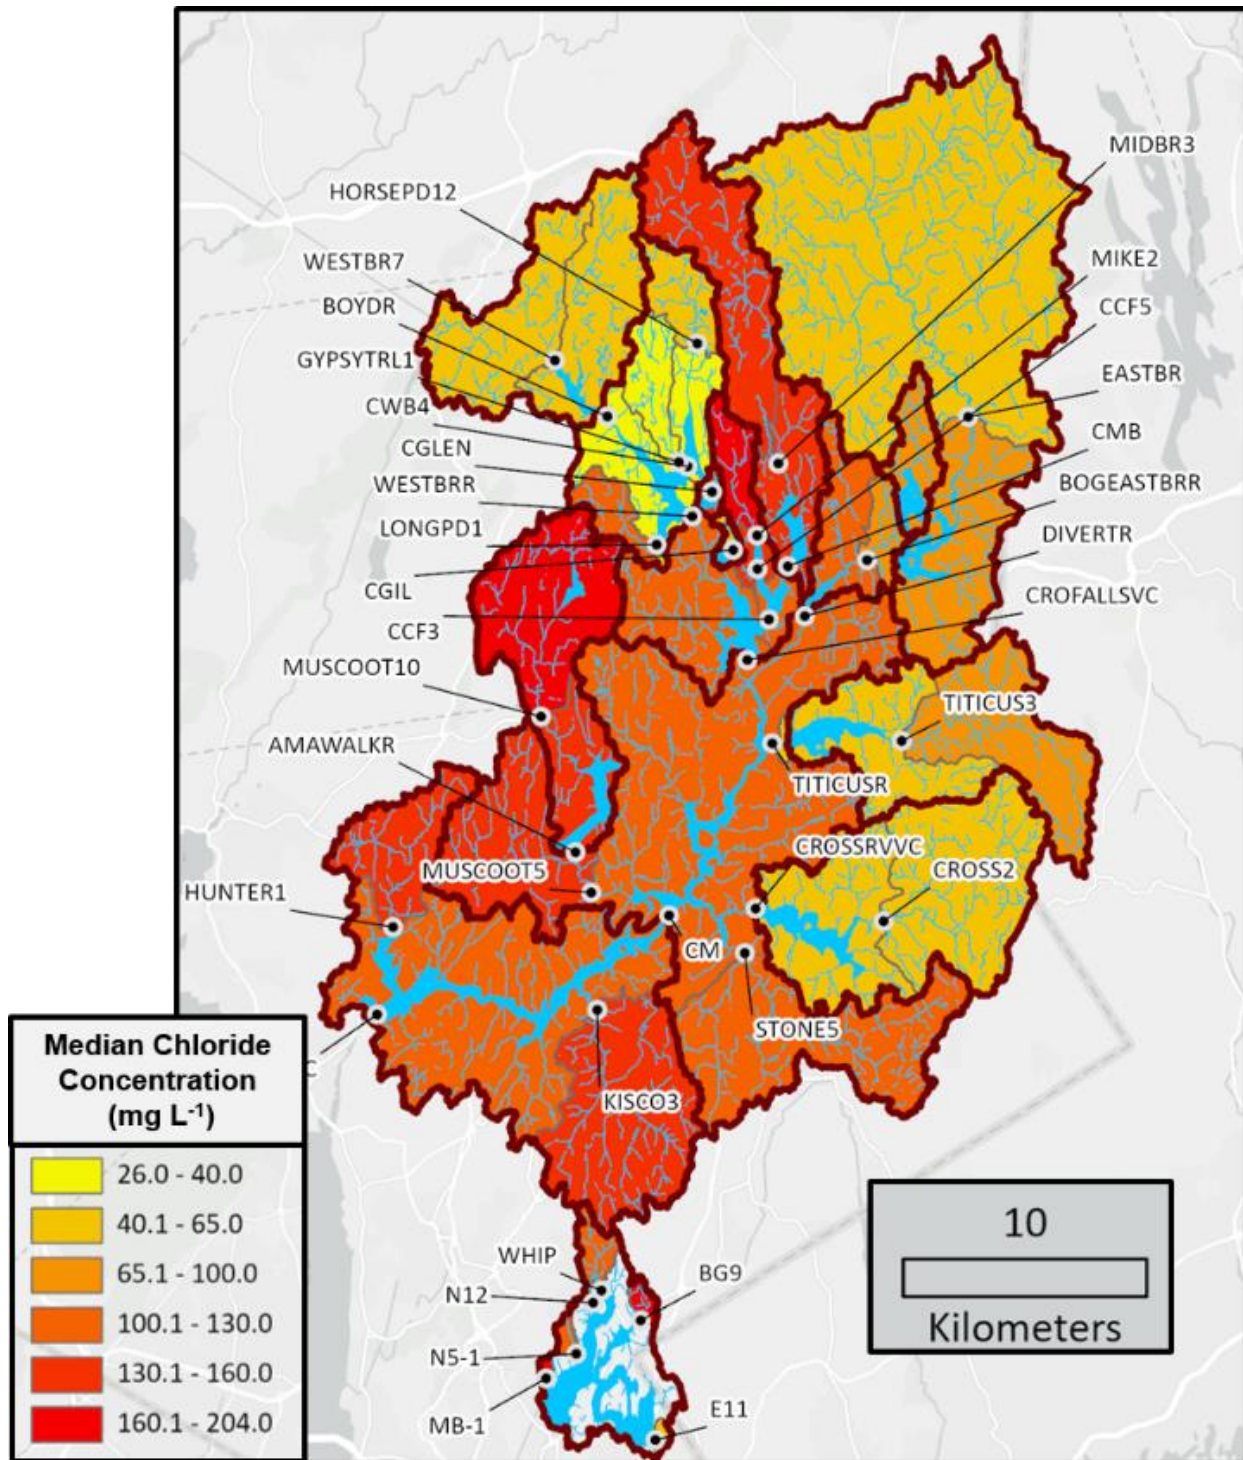 MIDBR3
HORSEPD12
WESTBR7
MIKE2
BOYDR
CCF5
GYPSYTRL1
EASTBR
CWB4
CMB
CGLEN
BOGEASTBRR
WESTBRR
DIVERTR
LONGPD1
CGIL
CROFALLSVC
CCF3
MUSCOOT10
TITICUS3
AMAWALKR
TITICUSR
CROSSRVVC
MUSCOOT5
CROSS2
HUNTER1
CM
STONE5
C
KISCO3
Median Chloride
Concentration
(mg L-1)
26.0 - 40.0
40.1 - 65.0
65.1 - 100.0
100.1 - 130.0
130.1 - 160.0
160.1 - 204.0
10
Kilometers
WHIP
BG9
N12
N5-1
MB-1
E11